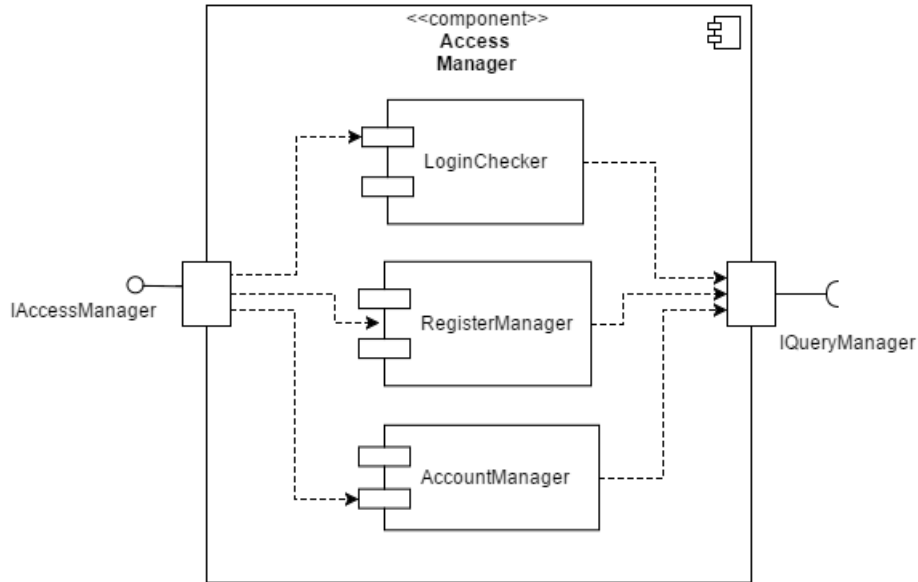 <<component>>
Access
Manager
LoginChecker
IAccessManager
RegisterManager
IQueryManager
AccountManager